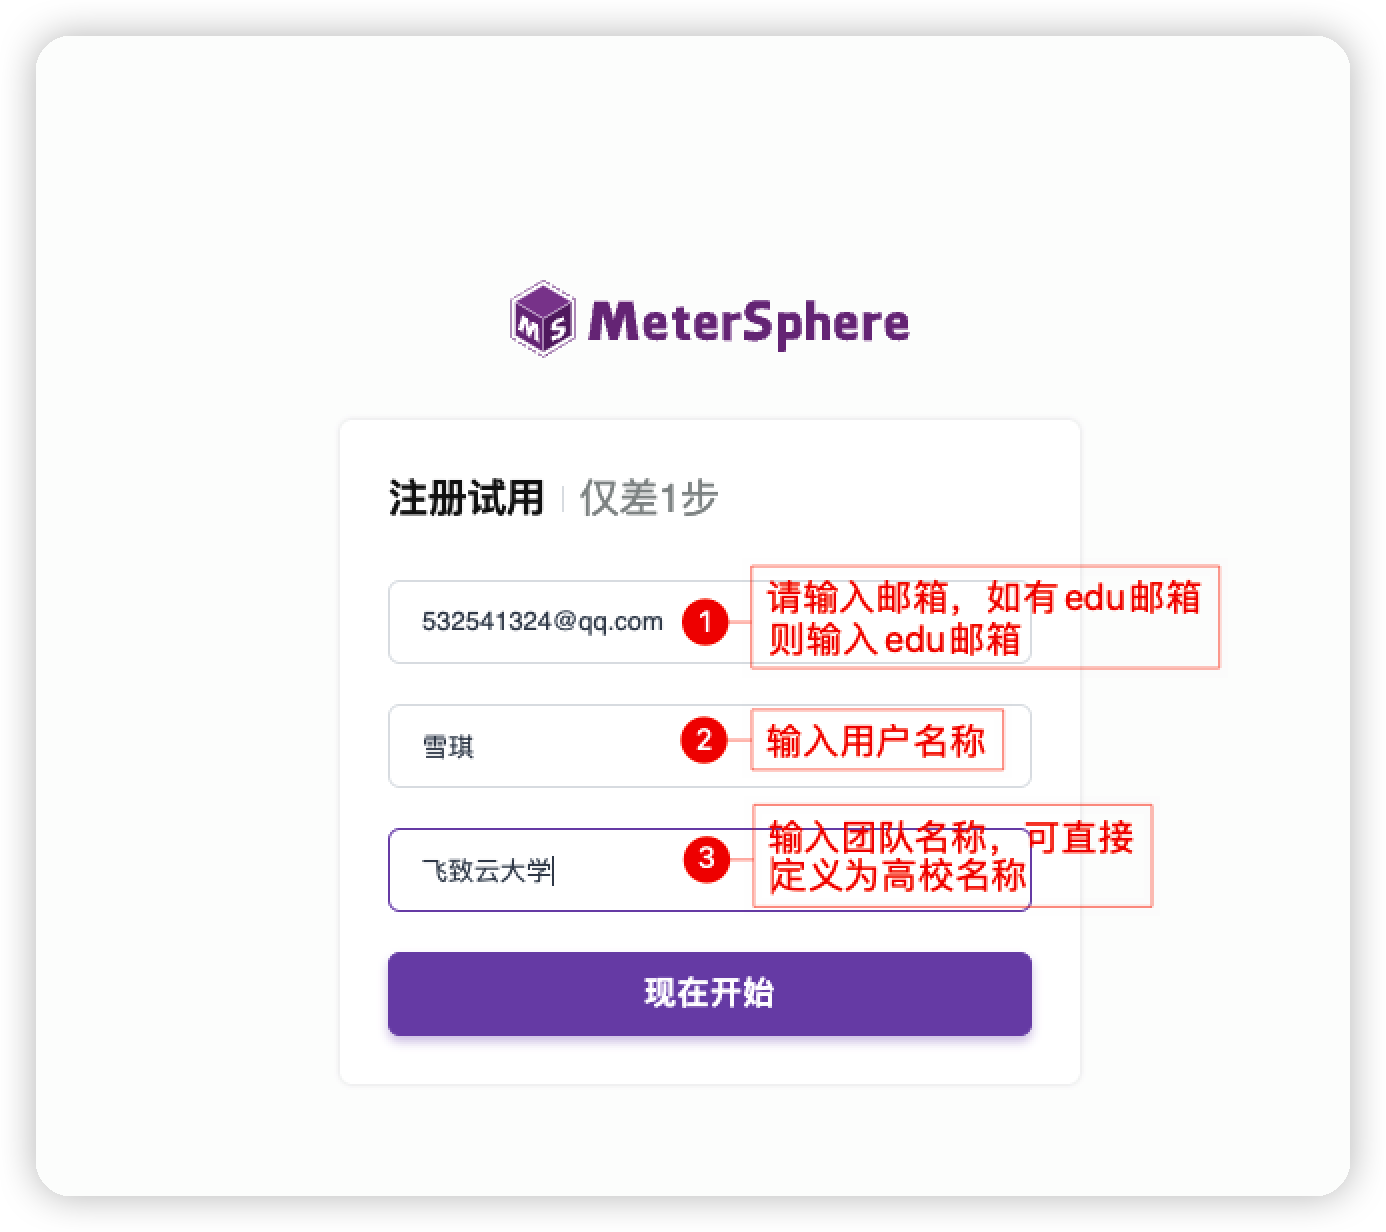 MS MeterSphere
注册试用 仅差1步
532541324@qq.com
1
请输入邮箱，如有edu邮箱
则输入edu邮箱
雪琪
2
输入用户名称
飞致云大学
3
输入团队名称，可直接
定义为高校名称
现在开始